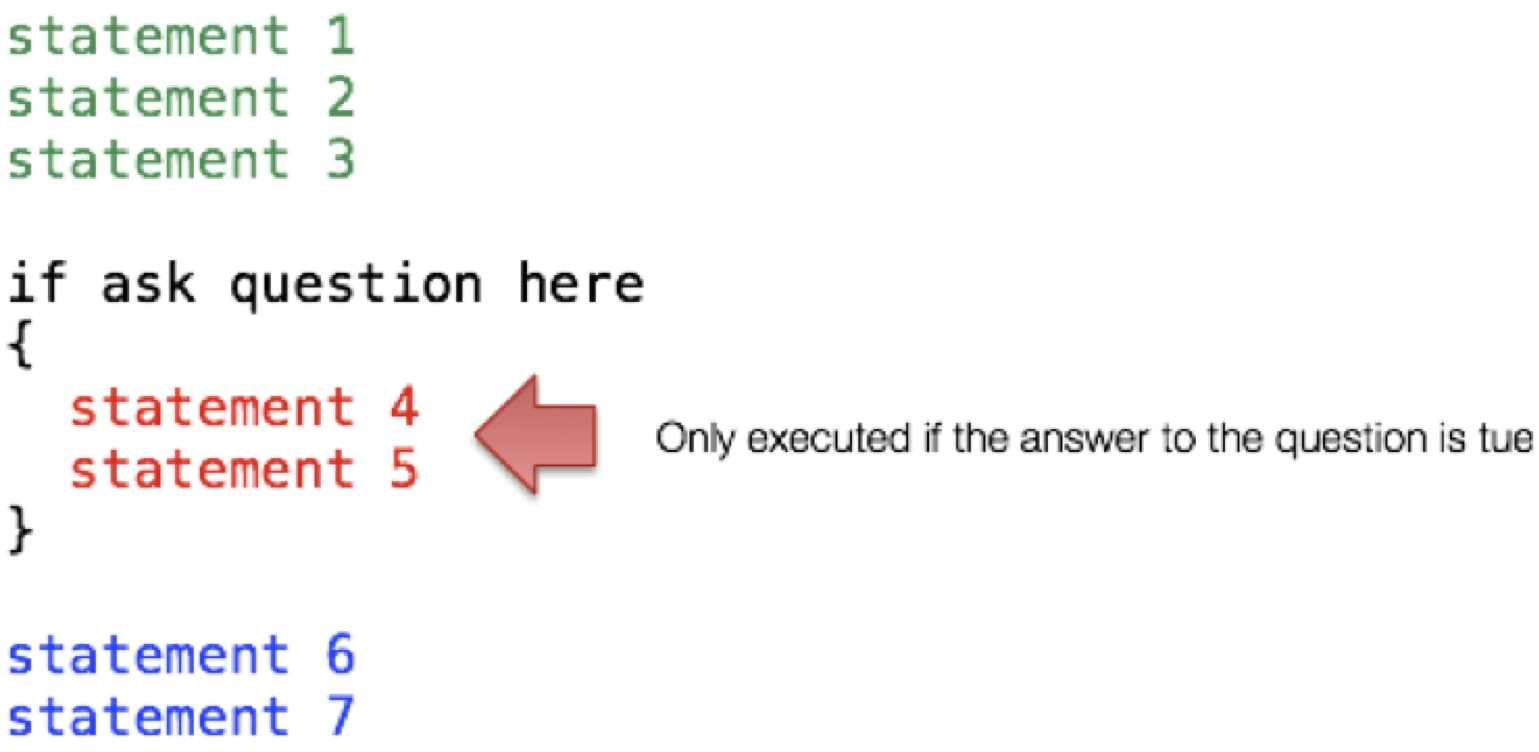 statement 1
statement 2
statement 3
if ask question here
{
statement 4
statement 5
Only executed if the answer to the question is tue
}
statement 6
statement 7